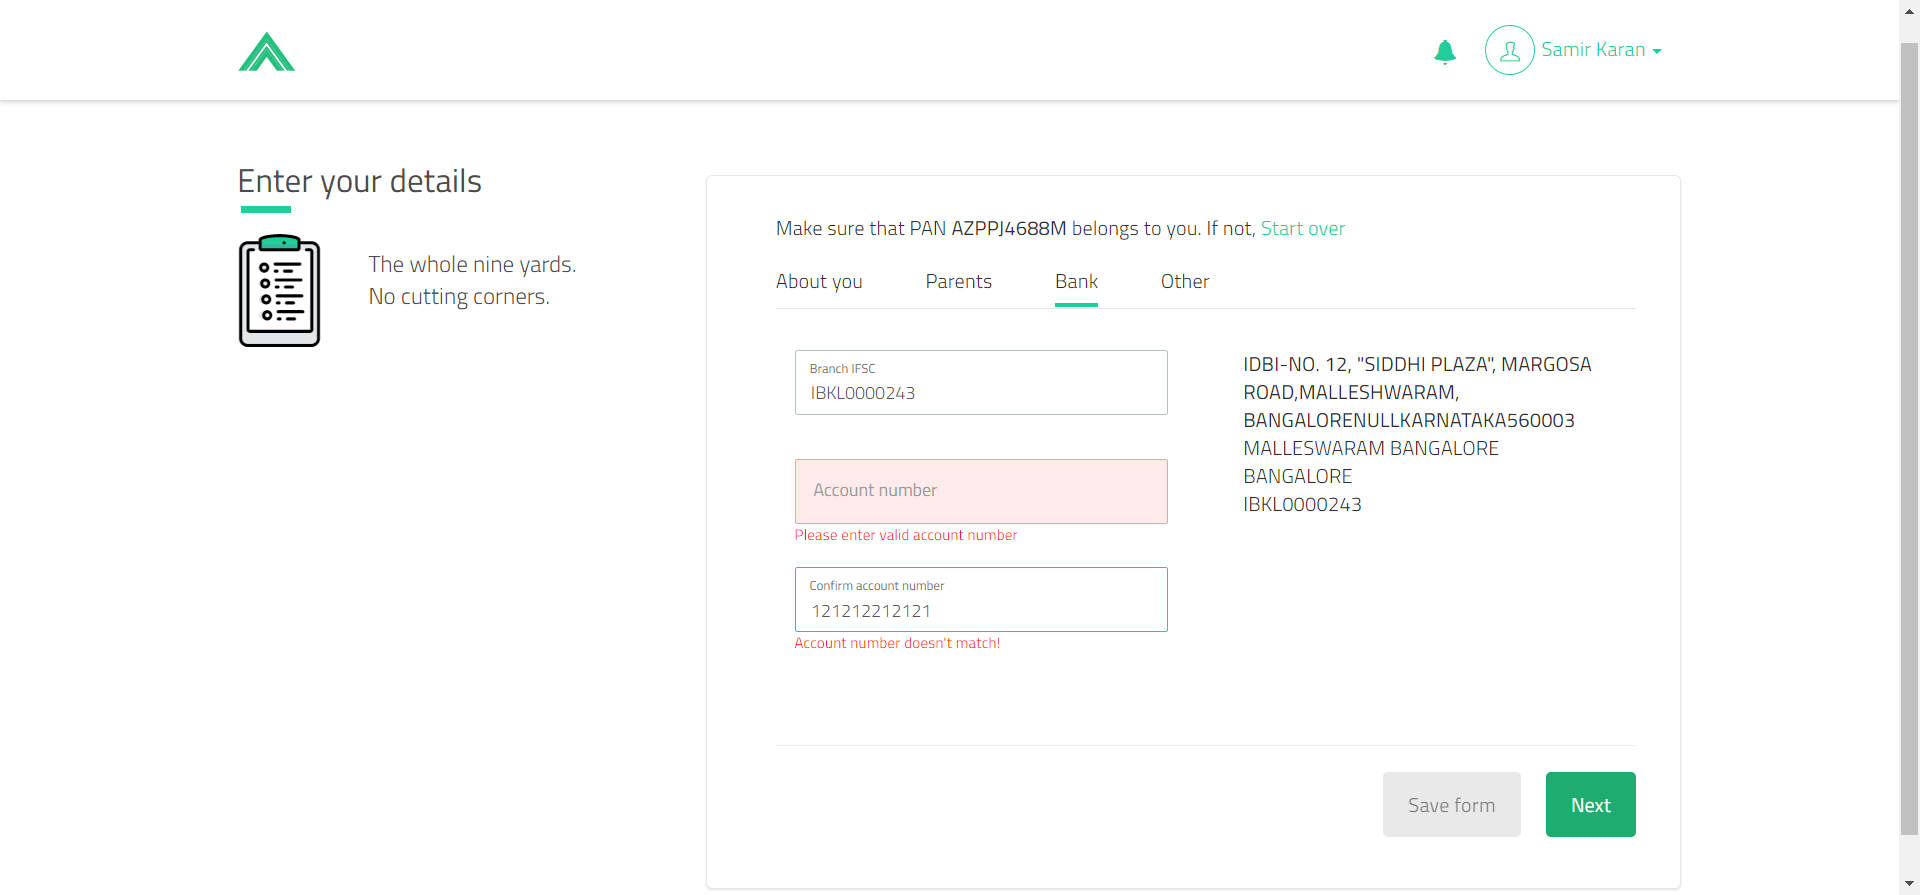 Samir Karan
Enter your details
The whole nine yards.
No cutting corners.
Make sure that PAN AZPPJ4688M belongs to you. If not, Start over
About you Parents Bank Other
Branch IFSC
IBKL0000243
Account number
Please enter valid account number
Confirm account number
121212212121
Account number doesn't match!
IDBI-NO. 12, "SIDDHI PLAZA", MARGOSA
ROAD,MALLESHWARAM,
BANGALORENULLKARNATAKA560003
MALLESWARAM BANGALORE
BANGALORE
IBKL0000243
Save form Next